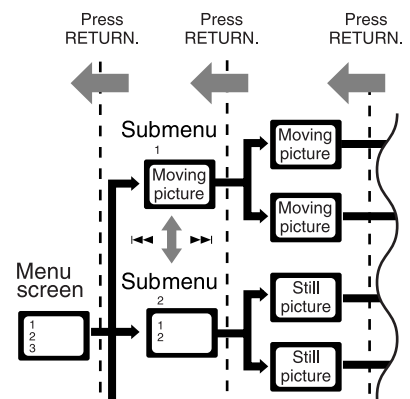 Press
RETURN.
Press
RETURN.
Press
RETURN.
Submenu
1
Moving
picture
Moving
picture
Moving
picture
Menu
screen
1
2
3
Submenu
2
1
2
Still
picture
Still
picture